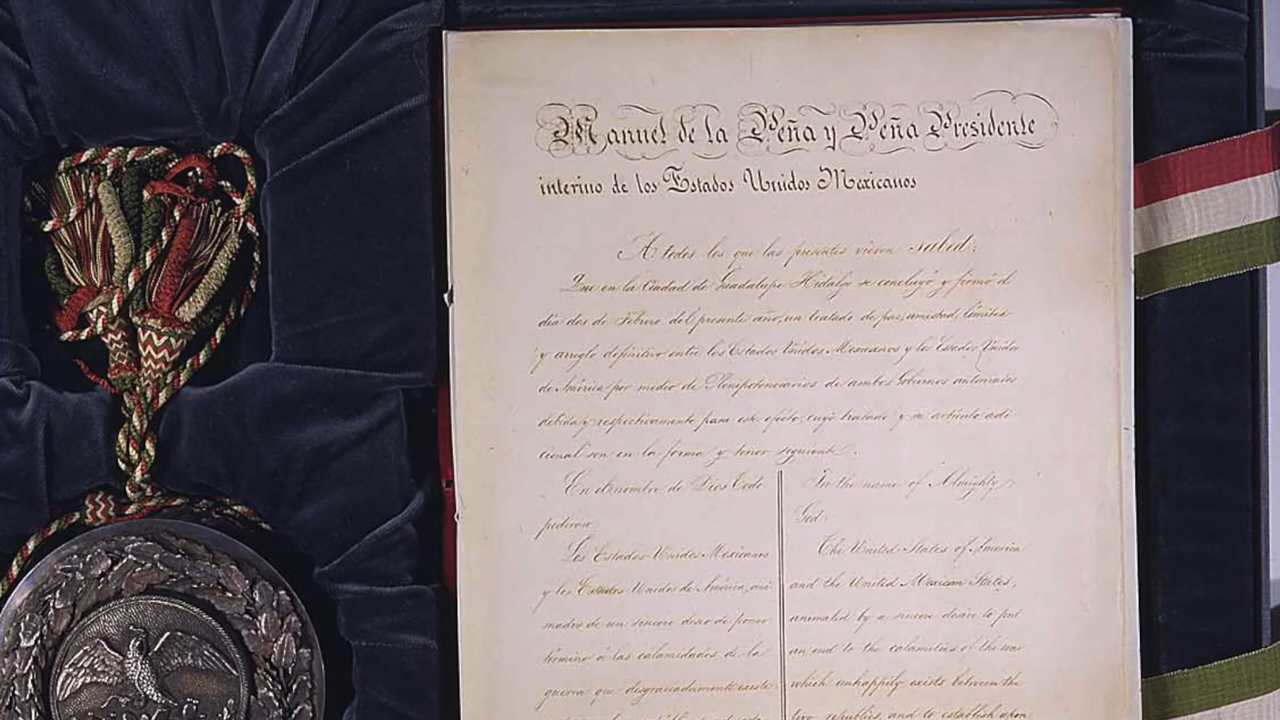 Manuel de la Peña y Peña Presidente
interino de los Estados Unidos Mexicanos
A todos los que las presentes vieren sabed:
Que en la Ciudad de Guadalupe Hidalgo se concluyó y firmó el
dia dos de Febrero del presente año, un tratado de paz, amistad, limites
y arreglo definitivo entre los Estados Unidos Mexicanos y los Estados Unidos
de América por medio de Plenipotenciarios de ambos Gobiernos autorizados
debida y respectivamente para este efecto, cuyo tratado y su artículo adi
cional son en la forma y tenor siguiente.
En el nombre de Dios Todo
poderoso:
Los Estados Unidos Mexicanos
y los Estados Unidos de América, ani
mados de un sincero deseo de poner
término á las calamidades de la
guerra que desgraciadamente existe
In the name of Almighty
God:
The United States of America
and the United Mexican States,
animated by a sincere desire to put
an end to the calamities of the war
which unhappily exists between the
two republics, and to establish upon